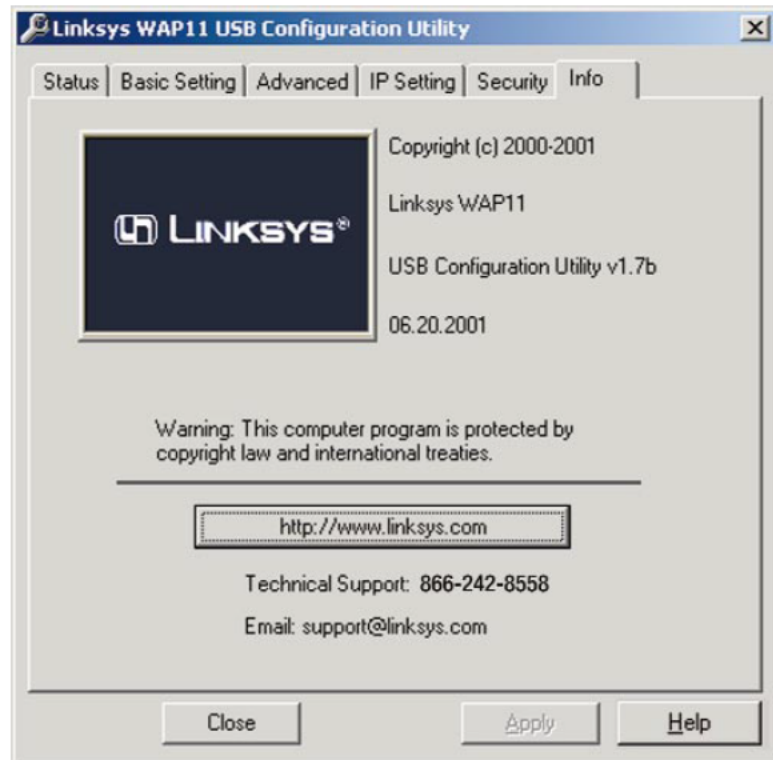 Linksys WAP11 USB Configuration Utility
Status Basic Setting Advanced IP Setting Security Info
LINKSYS®
Copyright (c) 2000-2001
Linksys WAP11
USB Configuration Utility v1.7b
06.20.2001
Warning: This computer program is protected by
copyright law and international treaties.
http://www.linksys.com
Technical Support: 866-242-8558
Email: support@linksys.com
Close Apply Help